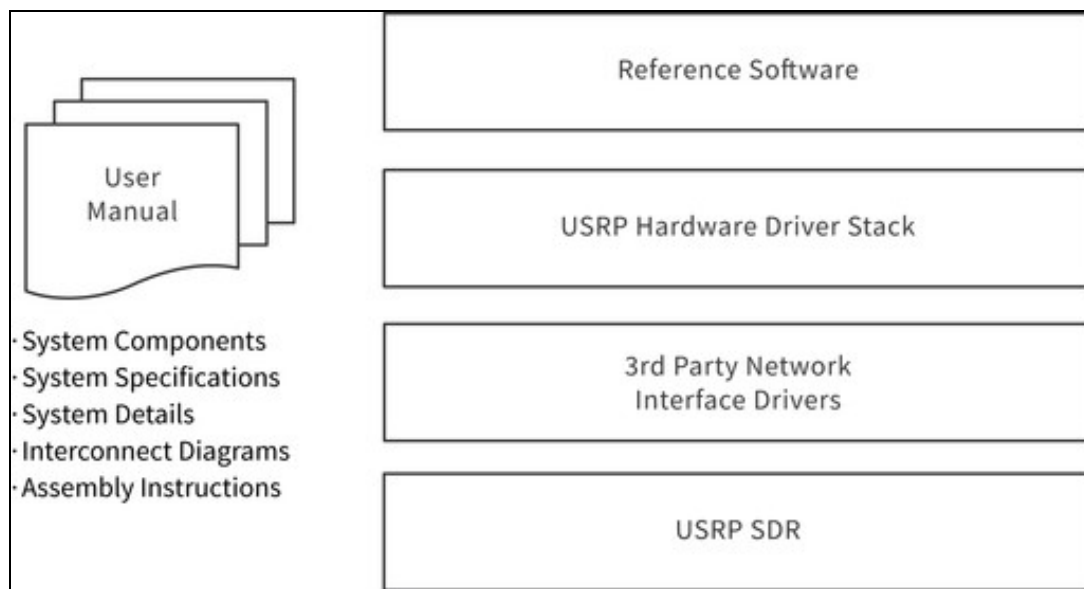 User
Manual
· System Components
· System Specifications
· System Details
· Interconnect Diagrams
· Assembly Instructions
Reference Software
USRP Hardware Driver Stack
3rd Party Network
Interface Drivers
USRP SDR